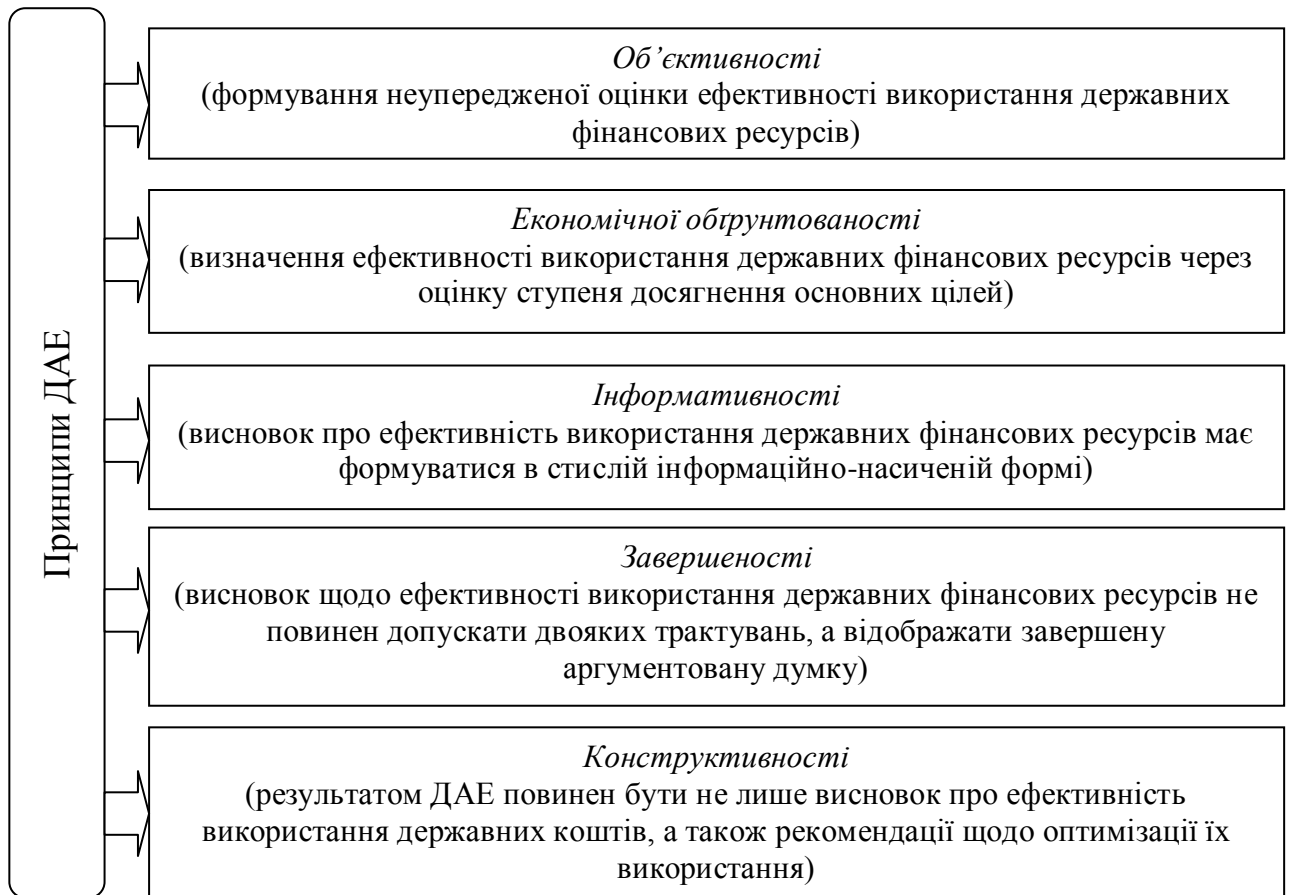 Принципи ДАЕ
Об’єктивності
(формування неупередженої оцінки ефективності використання державних
фінансових ресурсів)
Економічної обґрунтованості
(визначення ефективності використання державних фінансових ресурсів через
оцінку ступеня досягнення основних цілей)
Інформативності
(висновок про ефективність використання державних фінансових ресурсів має
формуватися в стислій інформаційно-насиченій формі)
Завершеності
(висновок щодо ефективності використання державних фінансових ресурсів не
повинен допускати двояких трактувань, а відображати завершену
аргументовану думку)
Конструктивності
(результатом ДАЕ повинен бути не лише висновок про ефективність
використання державних коштів, а також рекомендації щодо оптимізації їх
використання)